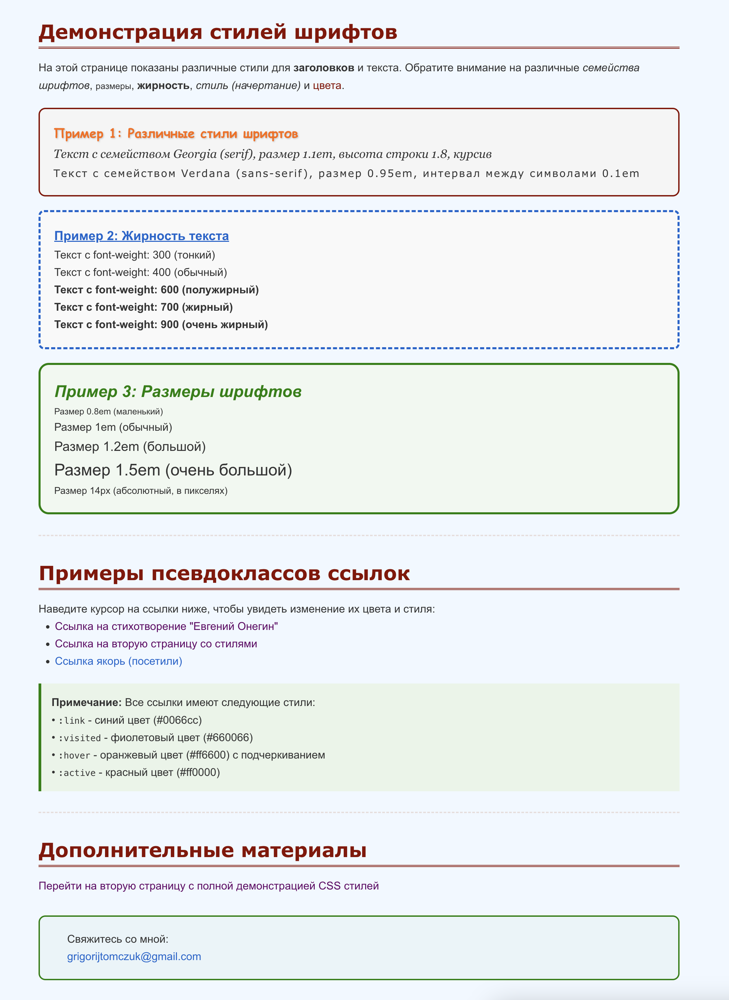 Демонстрация стилей шрифтов
На этой странице показаны различные стили для заголовков и текста. Обратите внимание на различные семейства
шрифтов, размеры, жирность, стиль (начертание) и цвета.
Пример 1: Различные стили шрифтов
Текст с семейством Georgia (serif), размер 1.1em, высота строки 1.8, курсив
Текст с семейством Verdana (sans-serif), размер 0.95em, интервал между символами 0.1em
Пример 2: Жирность текста
Текст с font-weight: 300 (тонкий)
Текст с font-weight: 400 (обычный)
Текст с font-weight: 600 (полужирный)
Текст с font-weight: 700 (жирный)
Текст с font-weight: 900 (очень жирный)
Пример 3: Размеры шрифтов
Размер 0.8em (маленький)
Размер 1em (обычный)
Размер 1.2em (большой)
Размер 1.5em (очень большой)
Размер 14px (абсолютный, в пикселях)
Примеры псевдоклассов ссылок
Наведите курсор на ссылки ниже, чтобы увидеть изменение их цвета и стиля:
• Ссылка на стихотворение "Евгений Онегин"
• Ссылка на вторую страницу со стилями
• Ссылка якорь (посетили)
Примечание: Все ссылки имеют следующие стили:
• :link - синий цвет (#0066cc)
• :visited - фиолетовый цвет (#660066)
• :hover - оранжевый цвет (#ff6600) с подчеркиванием
• :active - красный цвет (#ff0000)
Дополнительные материалы
Перейти на вторую страницу с полной демонстрацией CSS стилей
Свяжитесь со мной:
grigorijtomczuk@gmail.com